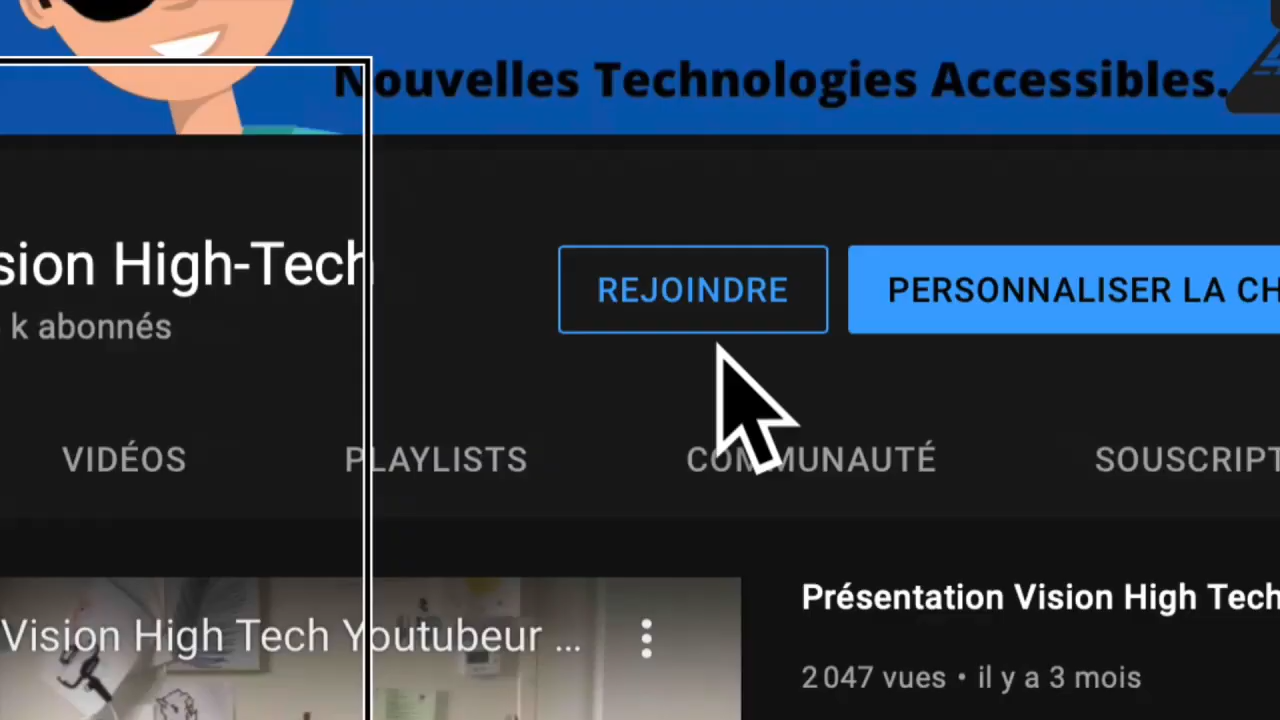 Nouvelles Technologies Accessibles.
sion High-Tech
k abonnés
REJOINDRE
PERSONNALISER LA CH
VIDÉOS
PLAYLISTS
COMMUNAUTÉ
SOUSCRIPT
Vision High Tech Youtubeur ...
Présentation Vision High Tech
2 047 vues • il y a 3 mois